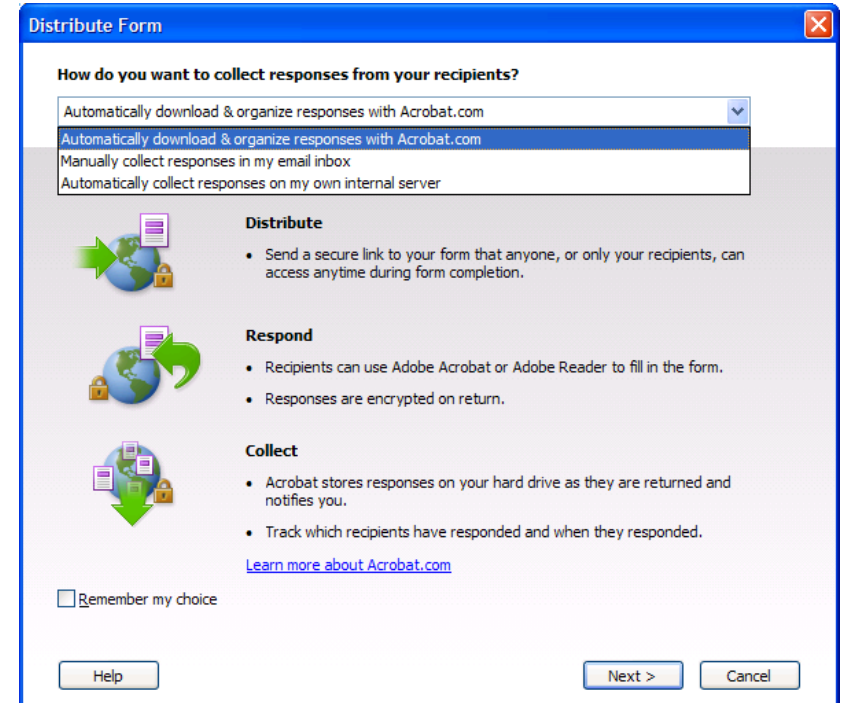 Distribute Form
How do you want to collect responses from your recipients?
Automatically download & organize responses with Acrobat.com
Automatically download & organize responses with Acrobat.com
Manually collect responses in my email inbox
Automatically collect responses on my own internal server
Distribute
• Send a secure link to your form that anyone, or only your recipients, can
access anytime during form completion.
Respond
• Recipients can use Adobe Acrobat or Adobe Reader to fill in the form.
• Responses are encrypted on return.
Collect
• Acrobat stores responses on your hard drive as they are returned and
notifies you.
• Track which recipients have responded and when they responded.
Learn more about Acrobat.com
Remember my choice
Help
Next >
Cancel